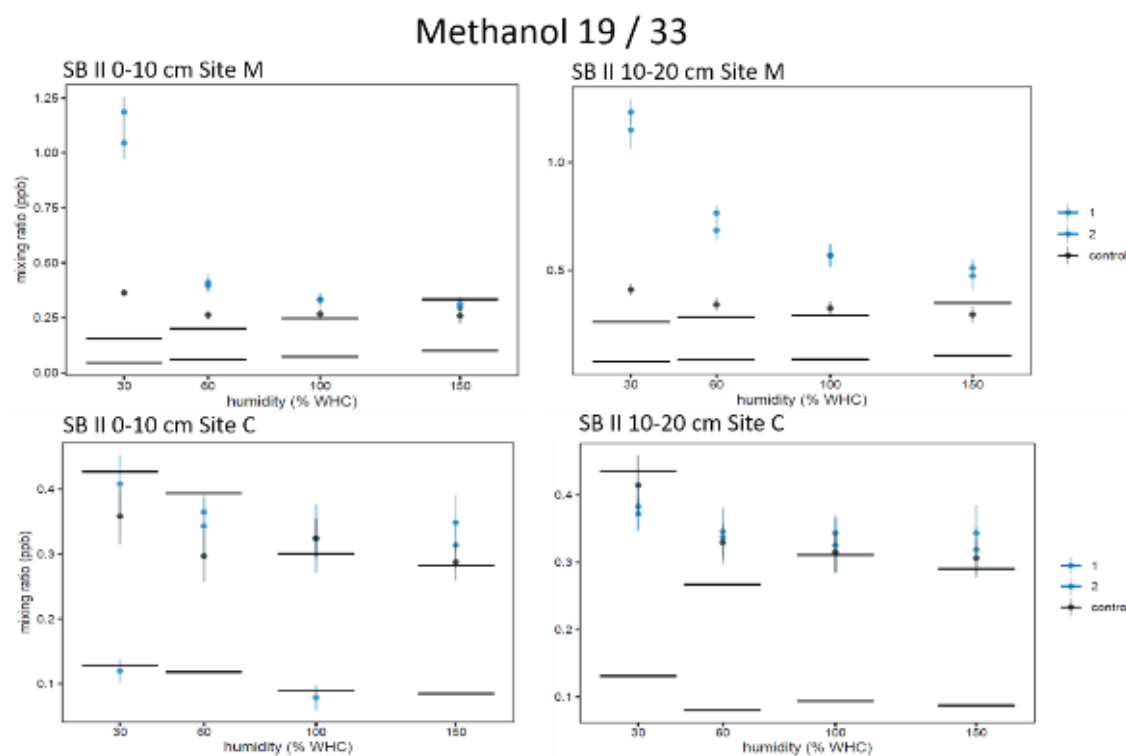 Methanol 19 / 33
SB II 0-10 cm Site M
SB II 10-20 cm Site M
mixing ratio (ppb)
1.25
1.00
0.75
0.50
0.25
0.00
30 60 100 150
humidity (% WHC)
1.0
0.5
30 60 100 150
humidity (% WHC)
1
2
control
SB II 0-10 cm Site C
SB II 10-20 cm Site C
mixing ratio (ppb)
0.4
0.3
0.2
0.1
30 60 100 150
humidity (% WHC)
0.4
0.3
0.2
0.1
30 60 100 150
humidity (% WHC)
1
2
control